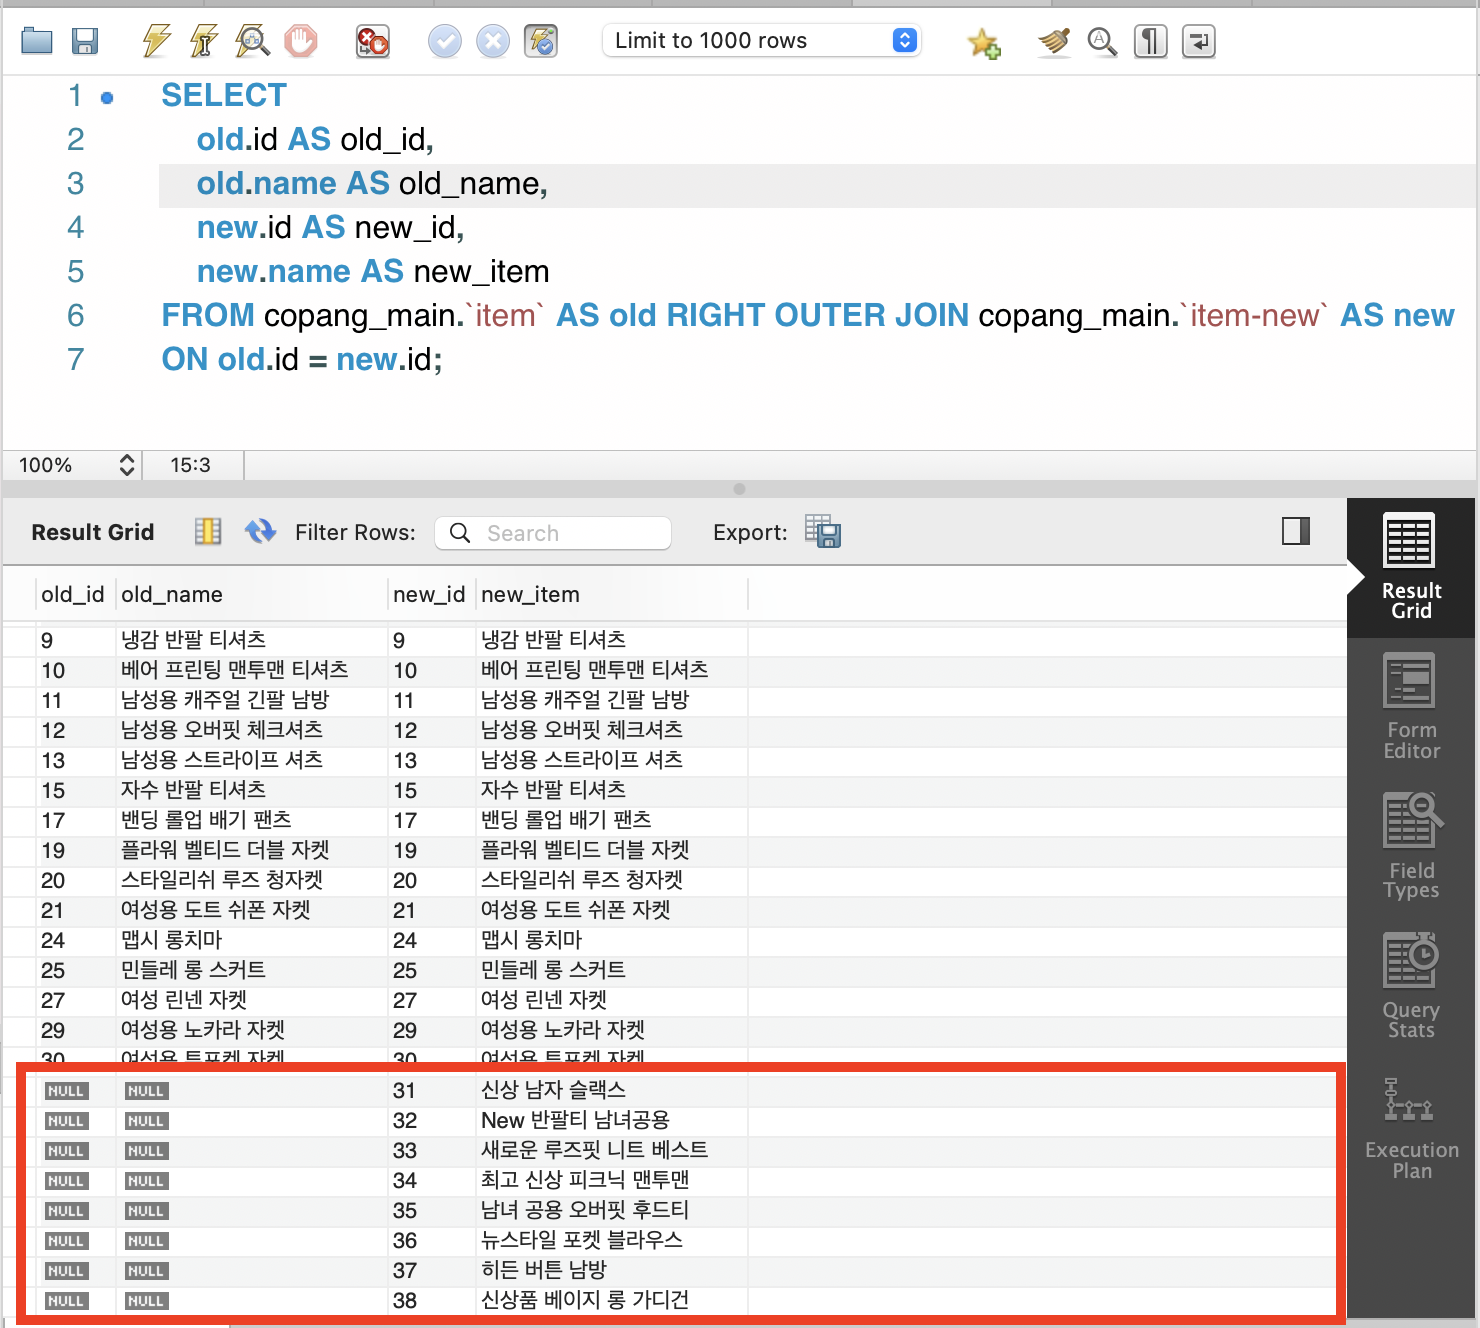 Limit to 1000 rows
1 SELECT
2 old.id AS old_id,
3 old.name AS old_name,
4 new.id AS new_id,
5 new.name AS new_item
6 FROM copang_main.`item` AS old RIGHT OUTER JOIN copang_main.`item-new` AS new
7 ON old.id = new.id;
100% 15:3
Result Grid Filter Rows: Search Export:
old_id old_name new_id new_item
9 냉감 반팔 티셔츠 9 냉감 반팔 티셔츠
10 베어 프린팅 맨투맨 티셔츠 10 베어 프린팅 맨투맨 티셔츠
11 남성용 캐주얼 긴팔 남방 11 남성용 캐주얼 긴팔 남방
12 남성용 오버핏 체크셔츠 12 남성용 오버핏 체크셔츠
13 남성용 스트라이프 셔츠 13 남성용 스트라이프 셔츠
15 자수 반팔 티셔츠 15 자수 반팔 티셔츠
17 밴딩 롤업 배기 팬츠 17 밴딩 롤업 배기 팬츠
19 플라워 벨티드 더블 자켓 19 플라워 벨티드 더블 자켓
20 스타일리쉬 루즈 청자켓 20 스타일리쉬 루즈 청자켓
21 여성용 도트 쉬폰 자켓 21 여성용 도트 쉬폰 자켓
24 맵시 롱치마 24 맵시 롱치마
25 민들레 롱 스커트 25 민들레 롱 스커트
27 여성 린넨 자켓 27 여성 린넨 자켓
29 여성용 노카라 자켓 29 여성용 노카라 자켓
30 여성용 투포켓 자켓 30 여성용 투포켓 자켓
NULL NULL 31 신상 남자 슬랙스
NULL NULL 32 New 반팔티 남녀공용
NULL NULL 33 새로운 루즈핏 니트 베스트
NULL NULL 34 최고 신상 피크닉 맨투맨
NULL NULL 35 남녀 공용 오버핏 후드티
NULL NULL 36 뉴스타일 포켓 블라우스
NULL NULL 37 히든 버튼 남방
NULL NULL 38 신상품 베이지 롱 가디건
Result
Grid
Form
Editor
Field
Types
Query
Stats
Execution
Plan